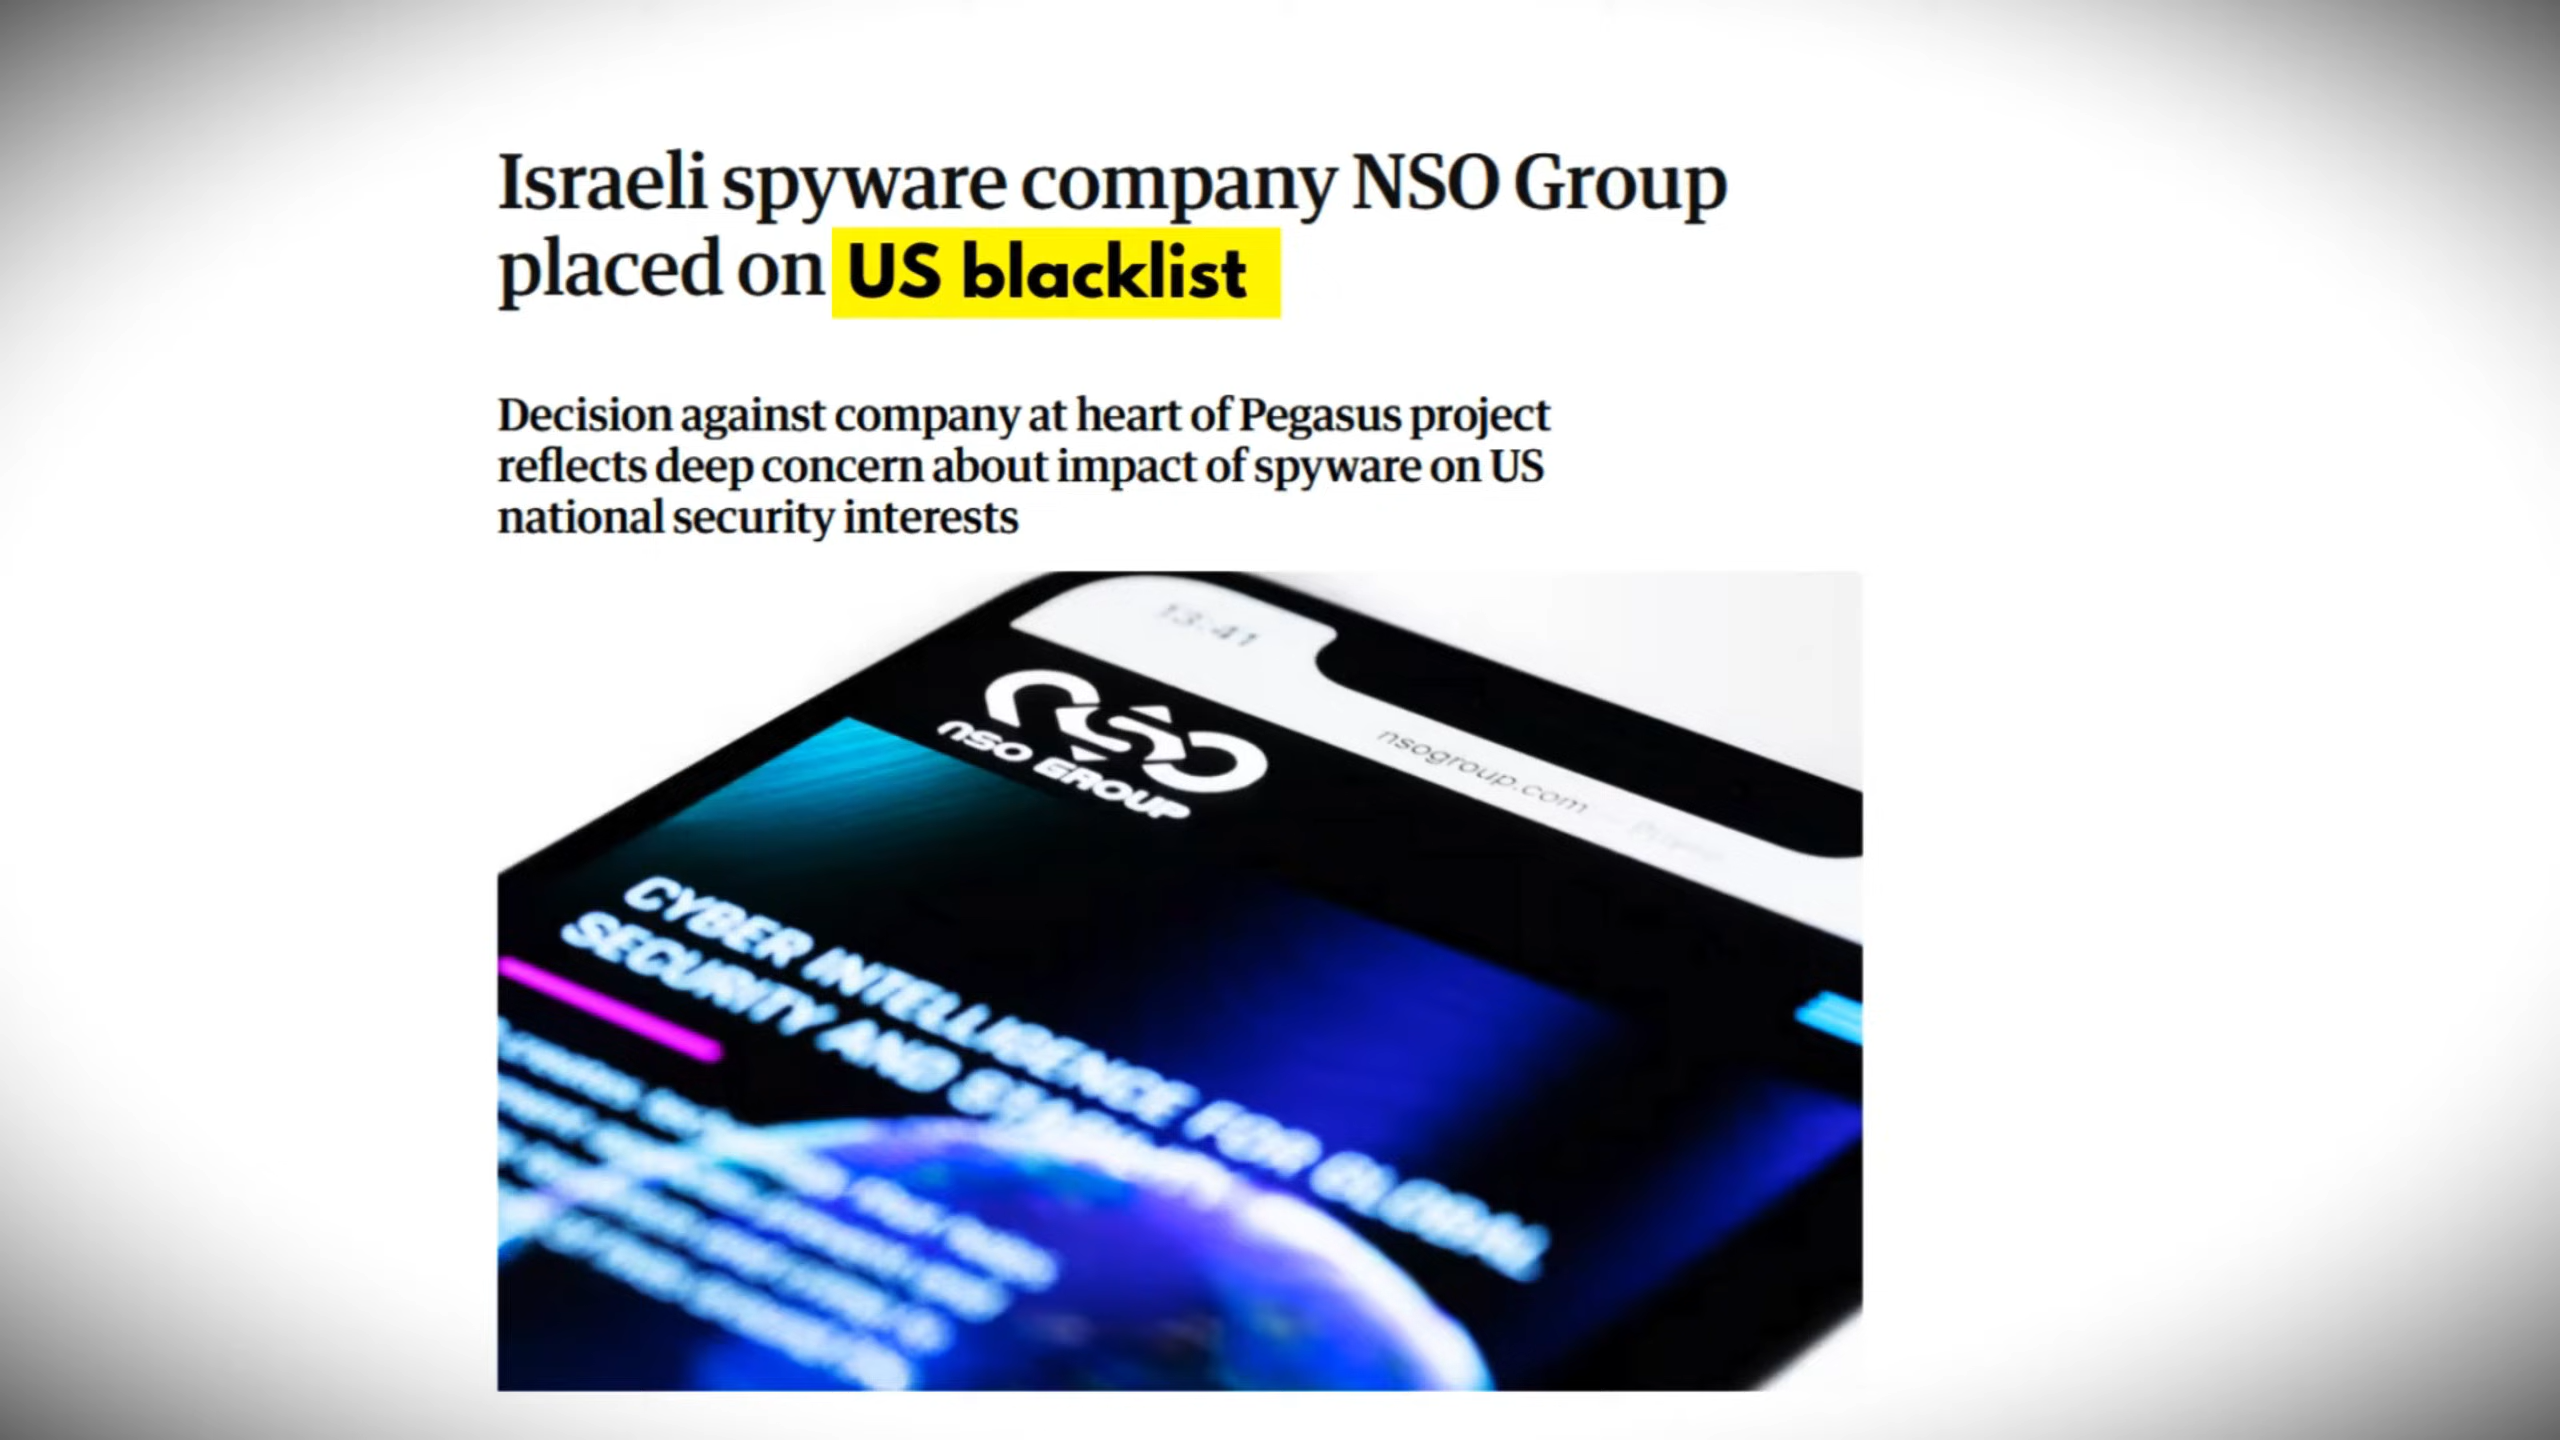 Israeli spyware company NSO Group
placed on US blacklist
Decision against company at heart of Pegasus project
reflects deep concern about impact of spyware on US
national security interests
13:41
nso
nso GROUP
nsogroup.com
CYBER INTELLIGENCE FOR GLOBAL
SECURITY AND STABILITY